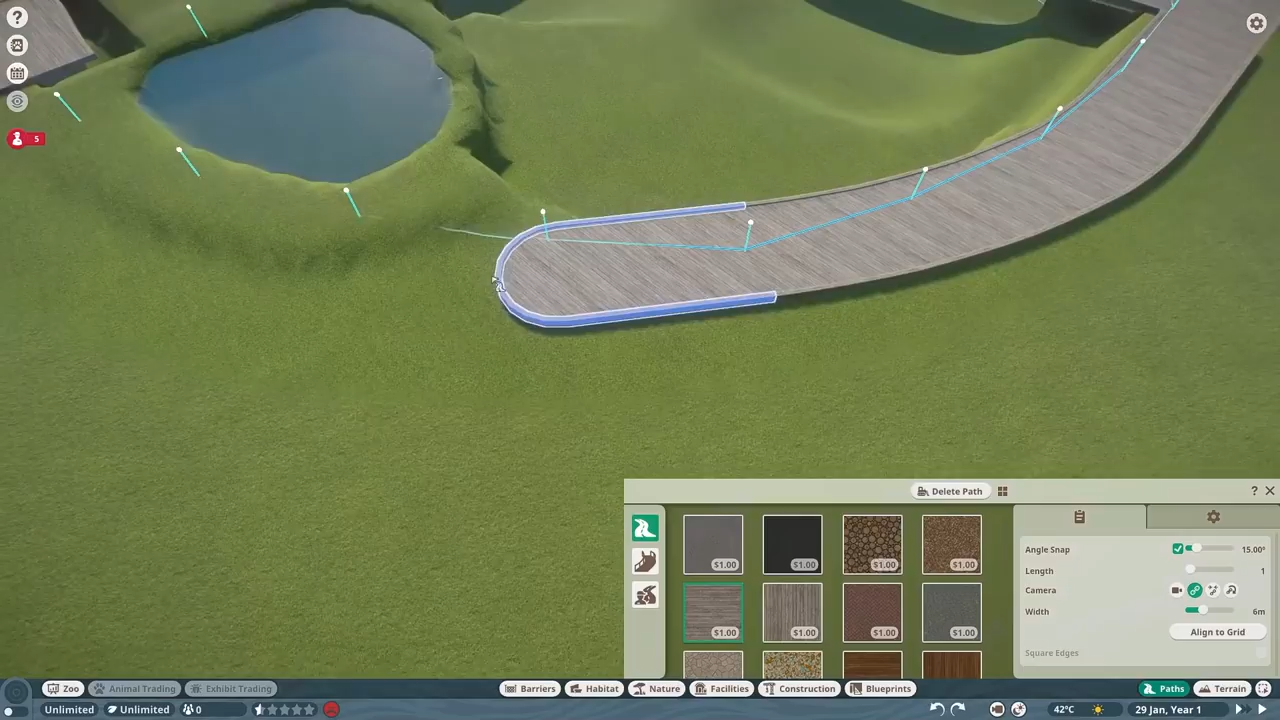 5
Delete Path
?
$1.00 $1.00 $1.00 $1.00
$1.00 $1.00 $1.00 $1.00
Angle Snap 15.00°
Length 1
Camera
Width 6m
Align to Grid
Square Edges
Zoo Animal Trading Exhibit Trading Barriers Habitat Nature Facilities Construction Blueprints Paths Terrain
Unlimited Unlimited 0 42°C 29 Jan, Year 1